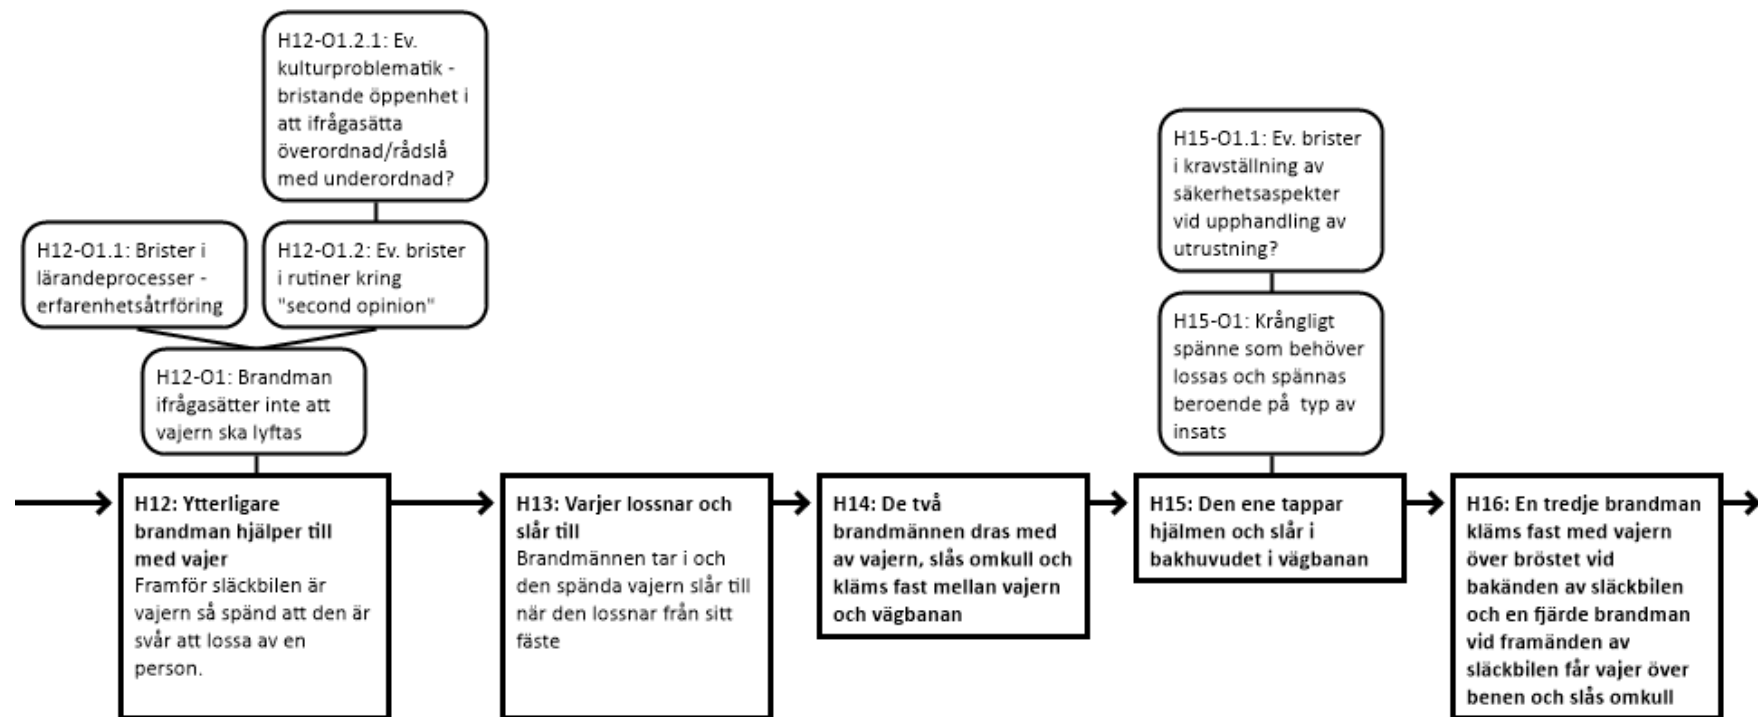 H12-O1.2.1: Ev.
kulturproblematik -
bristande öppenhet i
att ifrågasätta
överordnad/rådslå
med underordnad?
H12-O1.1: Brister i
lärandeprocesser -
erfarenhetsåtrföring
H12-O1.2: Ev. brister
i rutiner kring
"second opinion"
H12-O1: Brandman
ifrågasätter inte att
vajern ska lyftas
H15-O1.1: Ev. brister
i kravställning av
säkerhetsaspekter
vid upphandling av
utrustning?
H15-O1: Krångligt
spänne som behöver
lossas och spännas
beroende på  typ av
insats
H12: Ytterligare
brandman hjälper till
med vajer
Framför släckbilen är
vajern så spänd att den är
svår att lossa av en
person.
H13: Varjer lossnar och
slår till
Brandmännen tar i och
den spända vajern slår till
när den lossnar från sitt
fäste
H14: De två
brandmännen dras med
av vajern, slås omkull och
kläms fast mellan vajern
och vägbanan
H15: Den ene tappar
hjälmen och slår i
bakhuvudet i vägbanan
H16: En tredje brandman
kläms fast med vajern
över bröstet vid
bakänden av släckbilen
och en fjärde brandman
vid framänden av
släckbilen får vajer över
benen och slås omkull